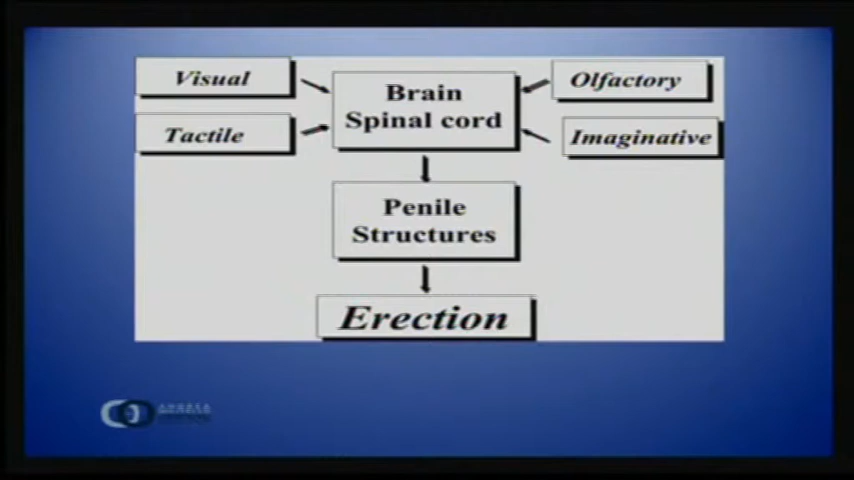 Visual
Olfactory
Brain
Spinal cord
Tactile
Imaginative
Penile
Structures
Erection